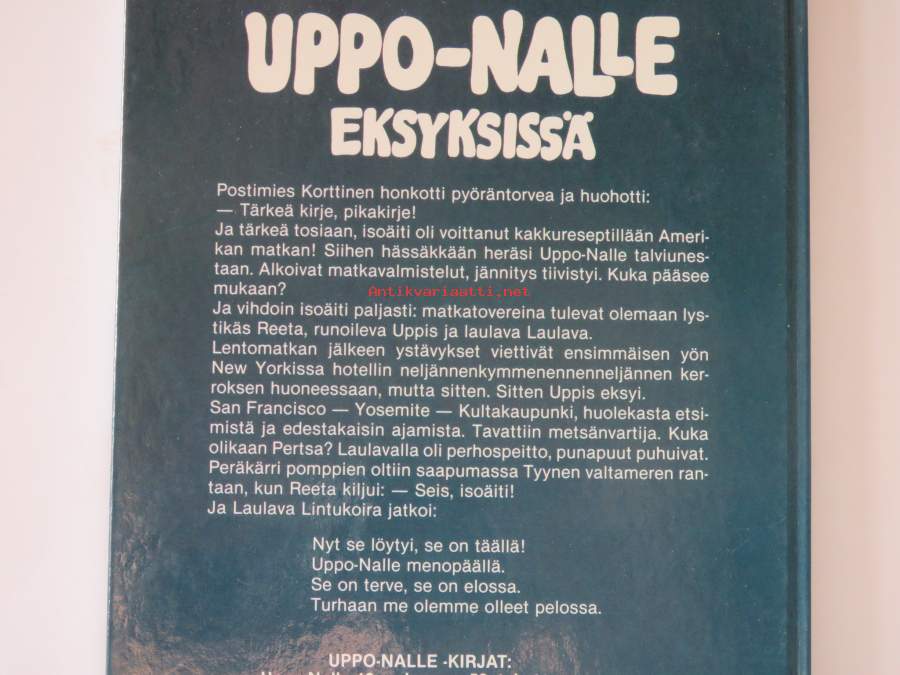 UPPO-NALLE
EKSYKSISSÄ
Postimies Korttinen honkotti pyöräntorvea ja huohotti:
— Tärkeä kirje, pikakirje!
Ja tärkeä tosiaan, isoäiti oli voittanut kakkureseptillään Ameri-
kan matkan! Siihen hässäkkään heräsi Uppo-Nalle talviunes-
taan. Alkoivat matkavalmistelut, jännitys tiivistyi. Kuka pääsee
mukaan?
Antikvariaatti.net
Ja vihdoin isoäiti paljasti: matkatovereina tulevat olemaan lys-
tikäs Reeta, runoileva Uppis ja laulava Laulava.
Lentomatkan jälkeen ystävykset viettivät ensimmäisen yön
New Yorkissa hotellin neljännenkymmenennenneljännen ker-
roksen huoneessaan, mutta sitten. Sitten Uppis eksyi.
San Francisco — Yosemite — Kultakaupunki, huolekasta etsi-
mistä ja edestakaisin ajamista. Tavattiin metsänvartija. Kuka
olikaan Pertsa? Laulavalla oli perhospeitto, punapuut puhuivat.
Peräkärri pomppien oltiin saapumassa Tyynen valtameren ran-
taan, kun Reeta kiljui: — Seis, isoäiti!
Ja Laulava Lintukoira jatkoi:
Nyt se löytyi, se on täällä!
Uppo-Nalle menopäällä.
Se on terve, se on elossa.
Turhaan me olemme olleet pelossa.
UPPO-NALLE -KIRJAT: